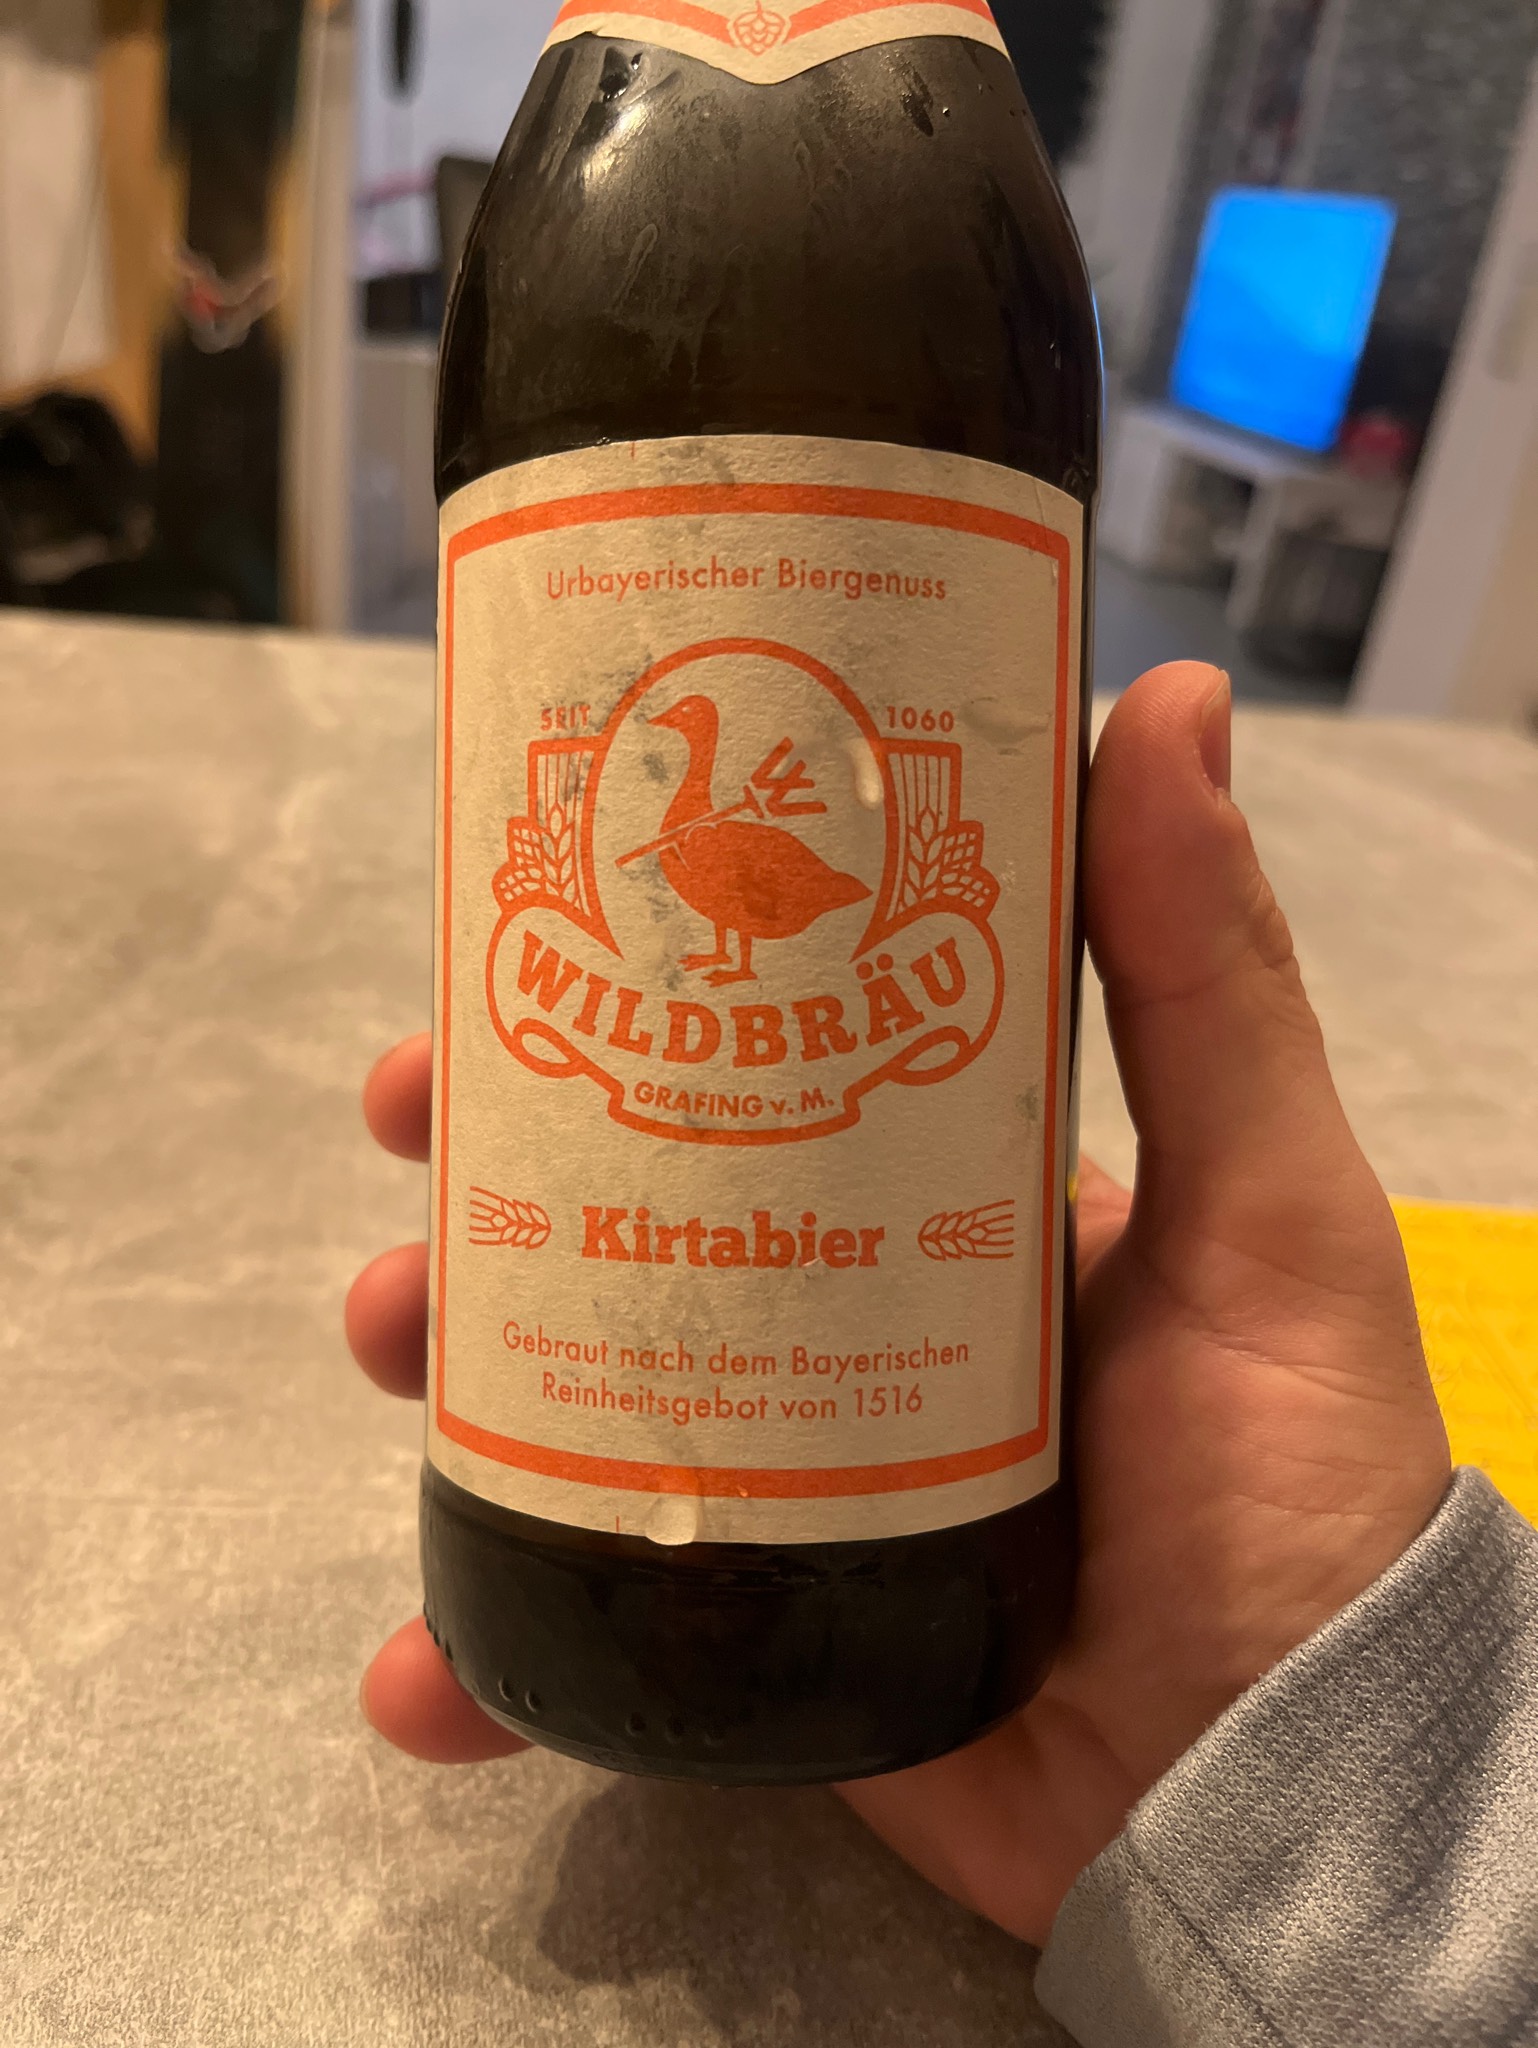 Urbayerischer Biergenuss
SEIT 1060
WILDBRÄU
GRAFING v. M.
Kirtabier
Gebraut nach dem Bayerischen
Reinheitsgebot von 1516